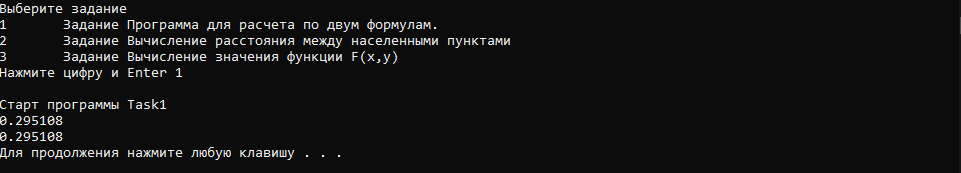 Выберите задание
1 Задание Программа для расчета по двум формулам.
2 Задание Вычисление расстояния между населенными пунктами
3 Задание Вычисление значения функции F(x,y)
Нажмите цифру и Enter 1
Старт программы Task1
0.295108
0.295108
Для продолжения нажмите любую клавишу . . .